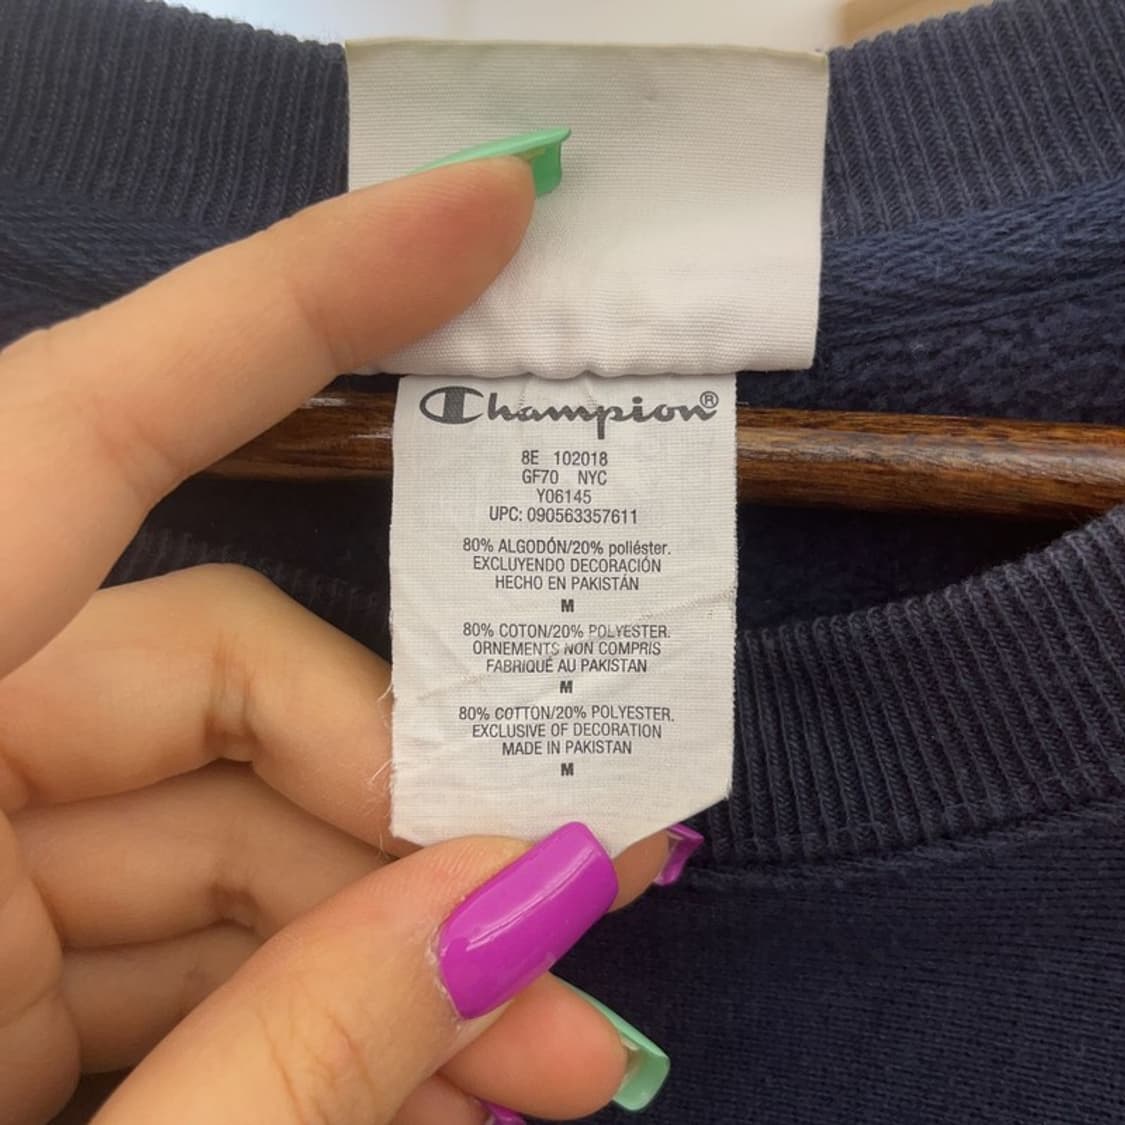 Champion®
8E 102018
GF70 NYC
Y06145
UPC: 090563357611
80% ALGODÓN/20% poliéster.
EXCLUYENDO DECORACIÓN
HECHO EN PAKISTÁN
M
80% COTON/20% POLYESTER.
ORNEMENTS NON COMPRIS
FABRIQUÉ AU PAKISTAN
M
80% COTTON/20% POLYESTER.
EXCLUSIVE OF DECORATION
MADE IN PAKISTAN
M